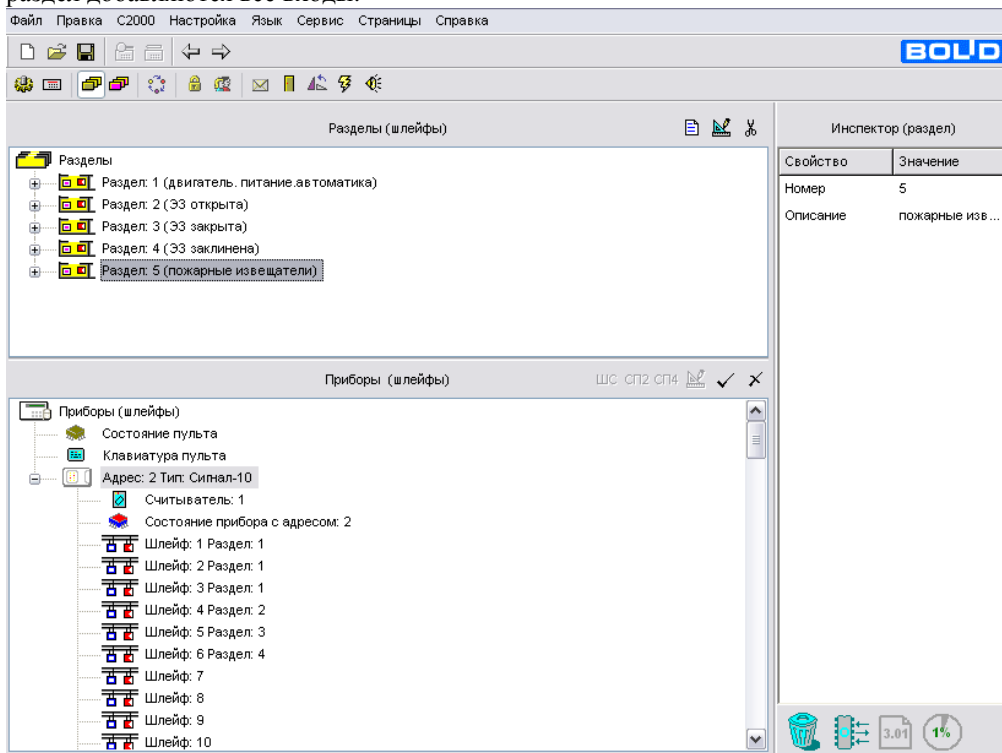 раздел добавляются все входы.
Файл Правка С2000 Настройка Язык Сервис Страницы Справка
BOLID
Разделы (шлейфы)
Разделы
Раздел: 1 (двигатель. питание.автоматика)
Раздел: 2 (ЭЗ открыта)
Раздел: 3 (ЭЗ закрыта)
Раздел: 4 (ЭЗ заклинена)
Раздел: 5 (пожарные извещатели)
Инспектор (раздел)
Свойство Значение
Номер 5
Описание пожарные изв...
Приборы (шлейфы)
ШС СП2 СП4
Приборы (шлейфы)
Состояние пульта
Клавиатура пульта
Адрес: 2 Тип: Сигнал-10
Считыватель: 1
Состояние прибора с адресом: 2
Шлейф: 1 Раздел: 1
Шлейф: 2 Раздел: 1
Шлейф: 3 Раздел: 1
Шлейф: 4 Раздел: 2
Шлейф: 5 Раздел: 3
Шлейф: 6 Раздел: 4
Шлейф: 7
Шлейф: 8
Шлейф: 9
Шлейф: 10
3.01 1%